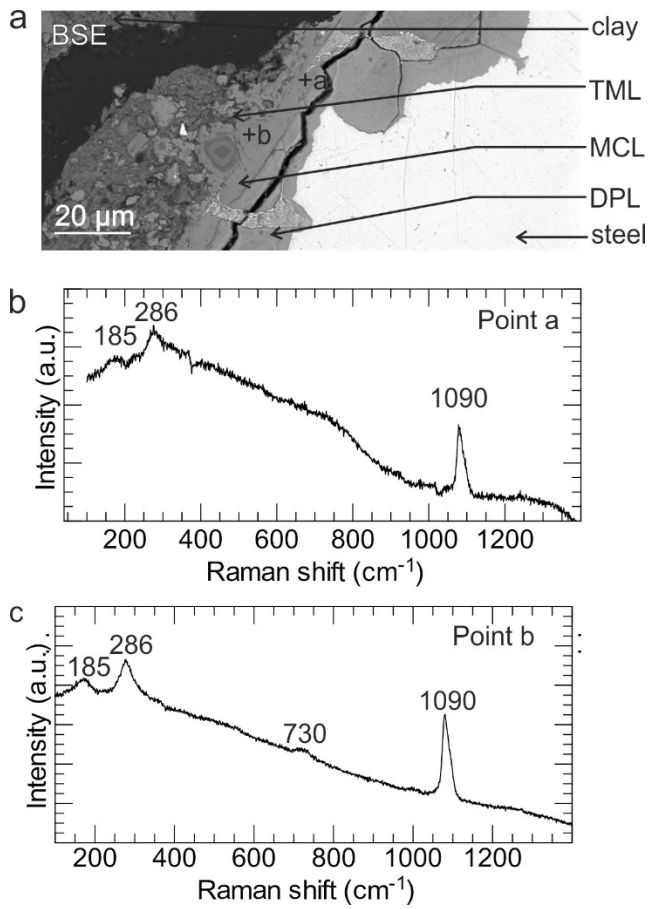 a
BSE
clay
+a
TML
+b
MCL
DPL
20 µm
steel
b
286
185
Point a
1090
Intensity (a.u.)
200 400 600 800 1000 1200
Raman shift (cm⁻¹)
c
286
185
Point b
1090
730
Intensity (a.u.)
200 400 600 800 1000 1200
Raman shift (cm⁻¹)